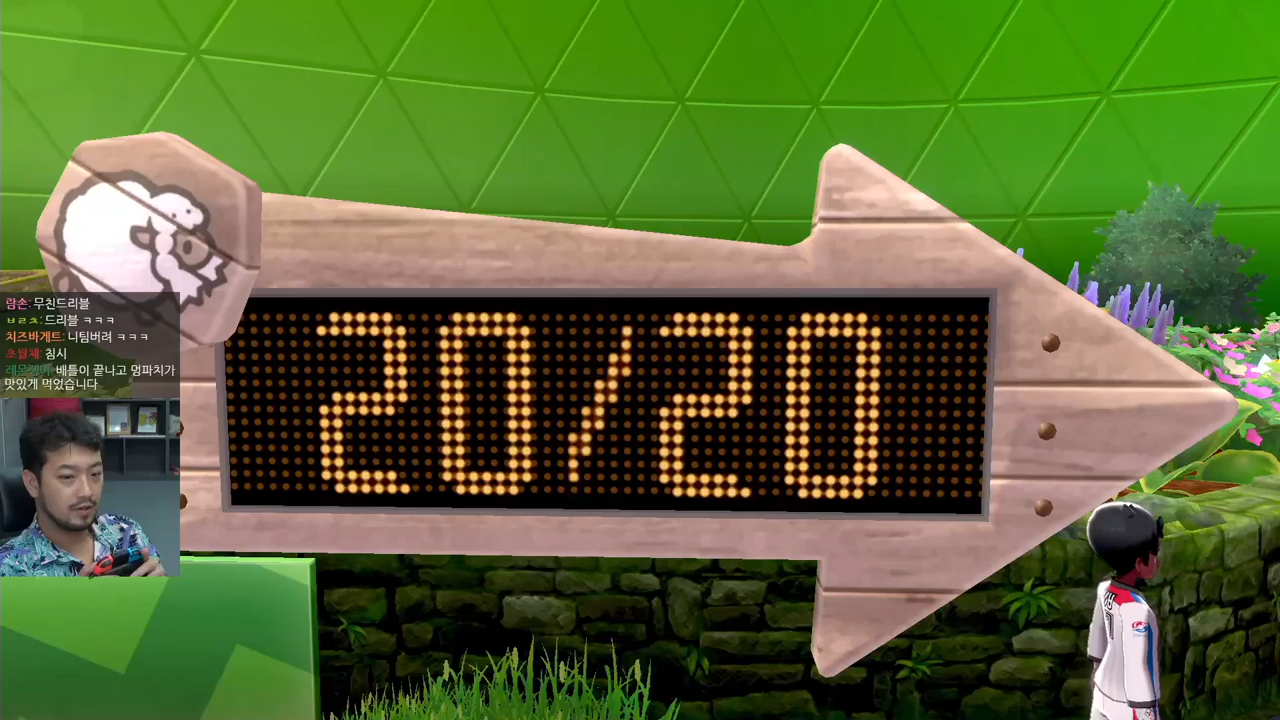 20/20
람손: 무친드리블
ㅂㄹㅊ: 드리블 ㅋㅋㅋ
치즈바게트: 니팀버려 ㅋㅋㅋ
초월체: 침시
배틀이 끝나고 멈파치가
맛있게 먹었습니다